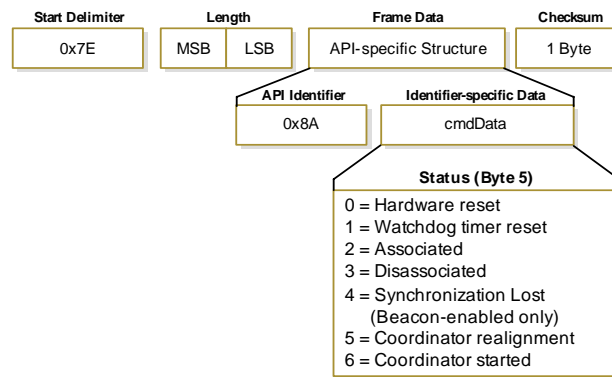 Start Delimiter Length Frame Data Checksum
0x7E MSB LSB API-specific Structure 1 Byte
API Identifier Identifier-specific Data
0x8A cmdData
Status (Byte 5)
0 = Hardware reset
1 = Watchdog timer reset
2 = Associated
3 = Disassociated
4 = Synchronization Lost
(Beacon-enabled only)
5 = Coordinator realignment
6 = Coordinator started